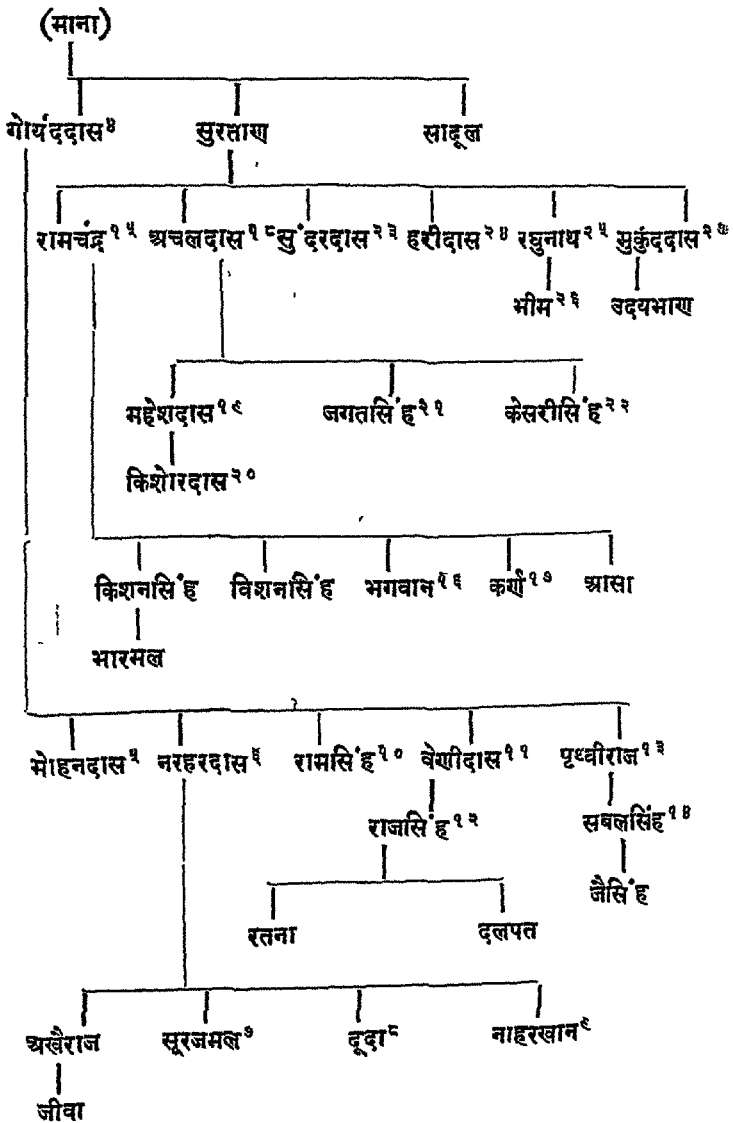 (माना)
गोयंददास⁴ सुरताण सादूल
रामचंद्र¹⁵ अचलदास¹⁸ सुंदरदास²³ हरीदास²⁴ रघुनाथ²⁵ मुकुंददास²⁷
भीम²⁶ उदयभाण
महेशदास¹⁹ जगतसिंह²¹ केसरीसिंह²²
किशोरदास²⁰
किशनसिंह विशनसिंह भगवान¹⁶ कर्ण¹⁷ आसा
भारमल
मोहनदास⁵ नरहरदास⁶ रामसिंह¹⁰ वेणीदास¹¹ पृथ्वीराज¹³
राजसिंह¹² सबलसिंह¹⁴
जैसिंह
रतना दलपत
अखैराज सूरजमल⁷ दूदा⁸ नाहरखान⁹
जीवा